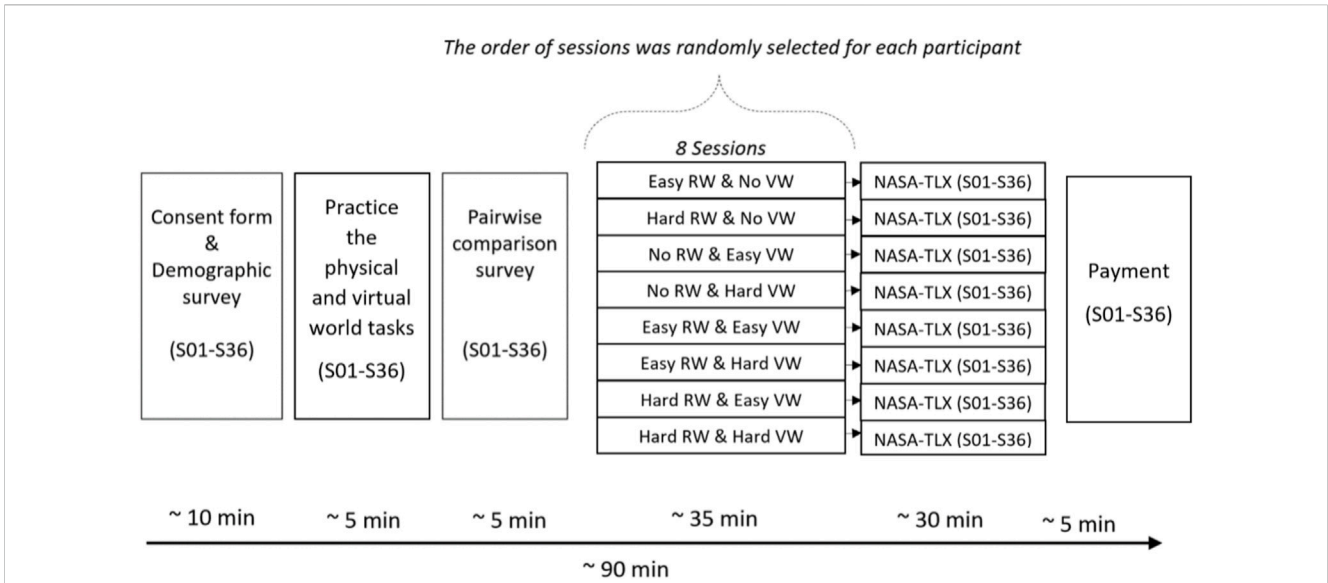 The order of sessions was randomly selected for each participant
8 Sessions
Consent form
&
Demographic
survey
(S01-S36)
Practice
the
physical
and virtual
world tasks
(S01-S36)
Pairwise
comparison
survey
(S01-S36)
Easy RW & No VW
NASA-TLX (S01-S36)
Hard RW & No VW
NASA-TLX (S01-S36)
No RW & Easy VW
NASA-TLX (S01-S36)
No RW & Hard VW
NASA-TLX (S01-S36)
Easy RW & Easy VW
NASA-TLX (S01-S36)
Easy RW & Hard VW
NASA-TLX (S01-S36)
Hard RW & Easy VW
NASA-TLX (S01-S36)
Hard RW & Hard VW
NASA-TLX (S01-S36)
Payment
(S01-S36)
~ 10 min
~ 5 min
~ 5 min
~ 35 min
~ 30 min
~ 5 min
~ 90 min